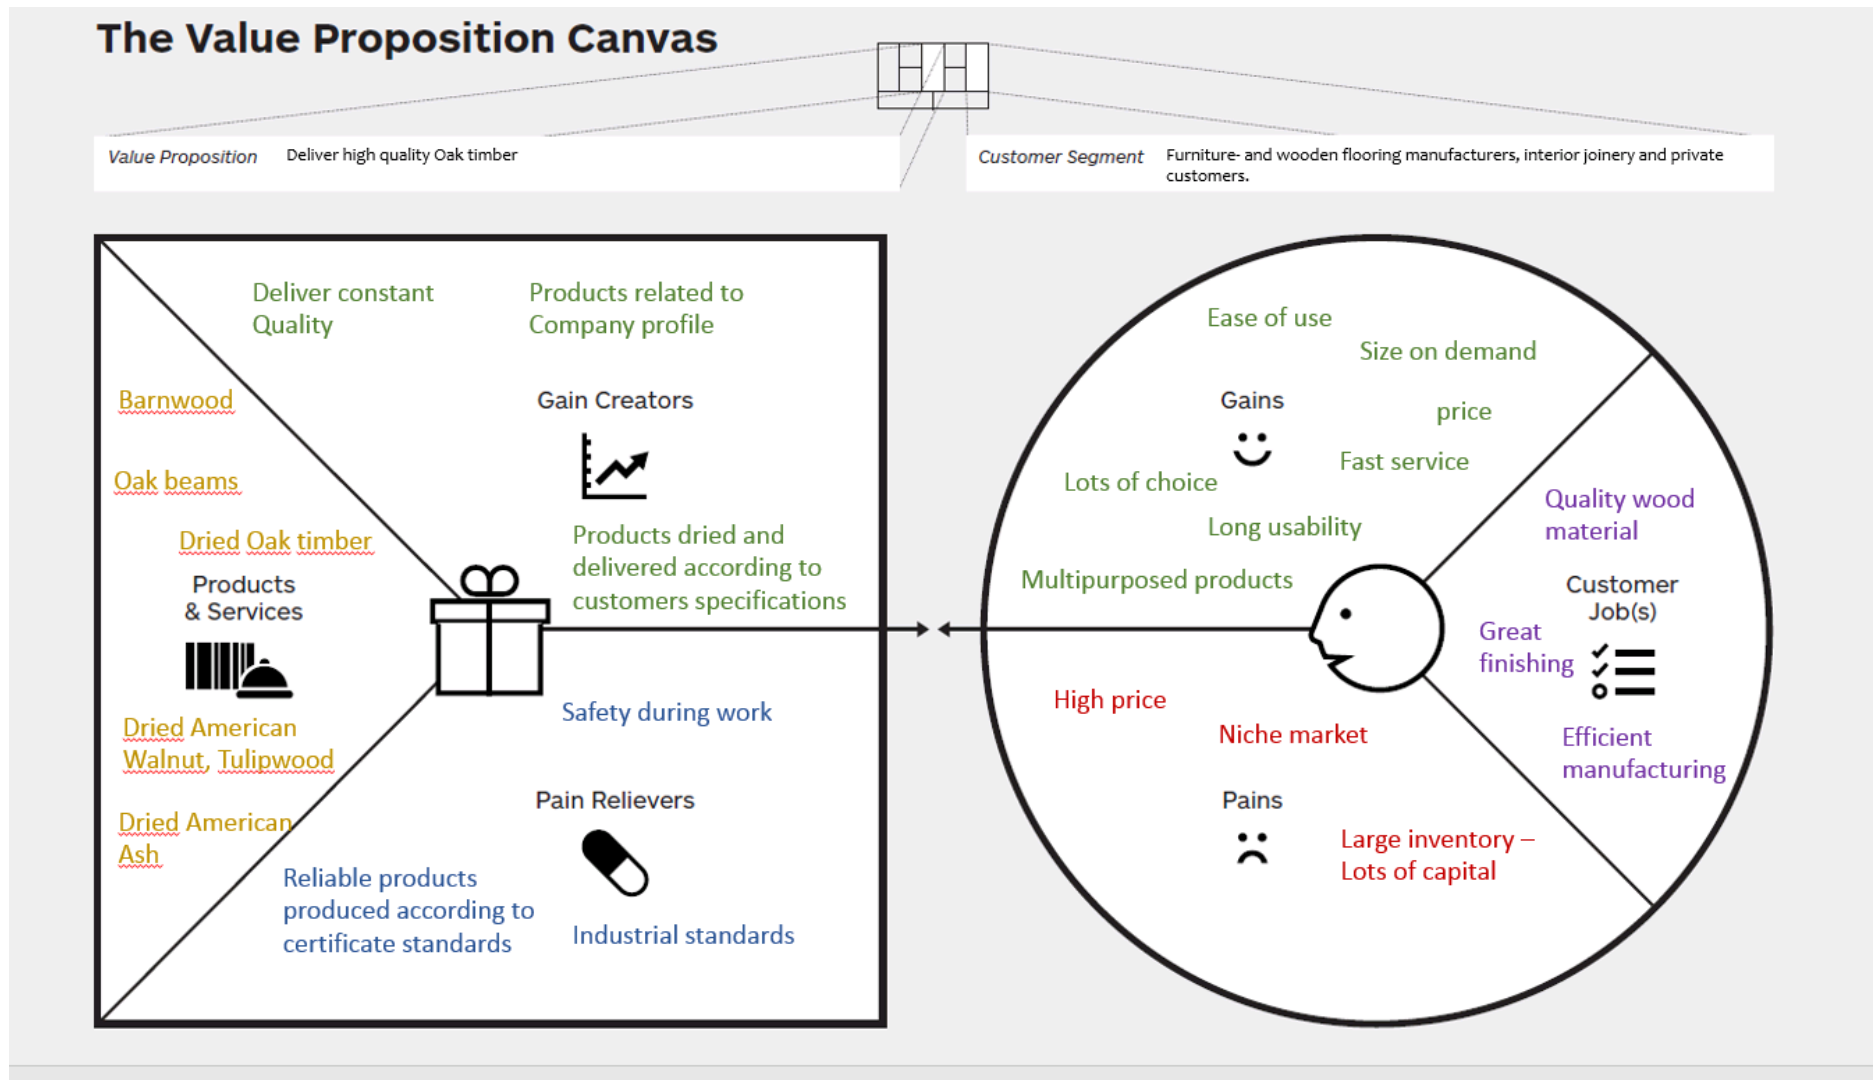 The Value Proposition Canvas
Value Proposition
Deliver high quality Oak timber
Customer Segment
Furniture- and wooden flooring manufacturers, interior joinery and private
customers.
Deliver constant
Quality
Products related to
Company profile
Barnwood
Oak beams
Dried Oak timber
Products
& Services
Dried American
Walnut, Tulipwood
Dried American
Ash
Gain Creators
Products dried and
delivered according to
customers specifications
Safety during work
Pain Relievers
Reliable products
produced according to
certificate standards
Industrial standards
Ease of use
Size on demand
Gains
price
Fast service
Lots of choice
Long usability
Multipurposed products
High price
Niche market
Pains
Large inventory –
Lots of capital
Quality wood
material
Customer
Job(s)
Great
finishing
Efficient
manufacturing